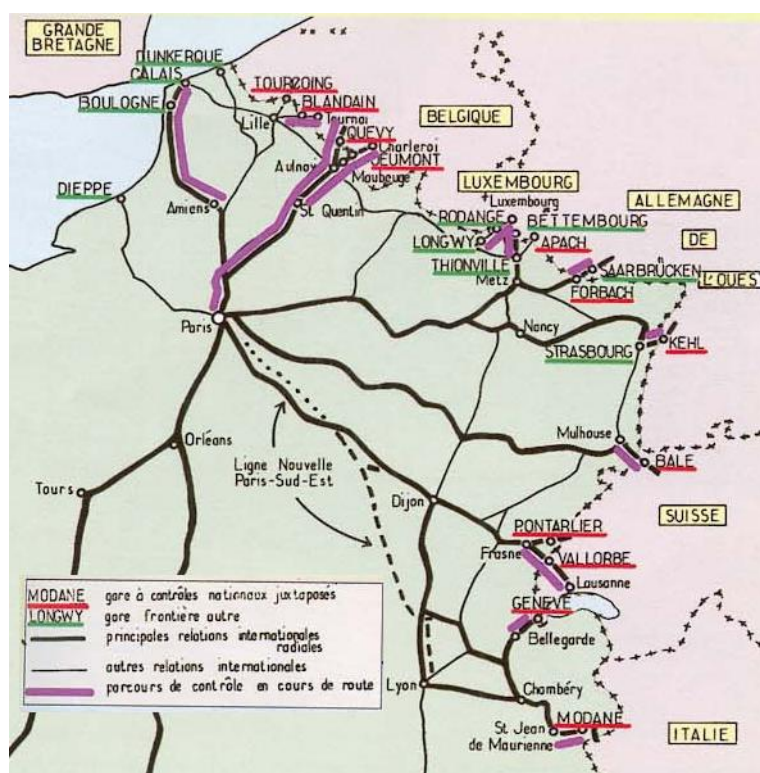 GRANDE
BRETAGNE
DUNKERQUE
CALAIS
TOURCOING
BOULOGNE
BLANDAIN
Lille
Tournai
BELGIQUE
QUEVY
Charleroi
JEUMONT
Aulnoy
Maubeuge
DIEPPE
LUXEMBOURG
Luxembourg
ALLEMAGNE
DE
L'OUES
Amiens
St Quentin
RODANGE
BETTEMBOURG
LONGWY
APACH
THIONVILLE
SAARBRÜCKEN
Metz
FORBACH
Paris
Nancy
STRASBOURG
KEHL
Orléans
Mulhouse
BALE
Ligne Nouvelle
Paris-Sud-Est
Tours
Dijon
SUISSE
PONTARLIER
Frasne
VALLORBE
Lausanne
GENEVE
Bellegarde
MODANE gare à contrôles nationaux juxtaposés
LONGWY gare frontière autre
principales relations internationales
radiales
autres relations internationales
parcours de contrôle en cours de route
Lyon
Chambéry
St Jean
de Maurienne
MODANE
ITALIE